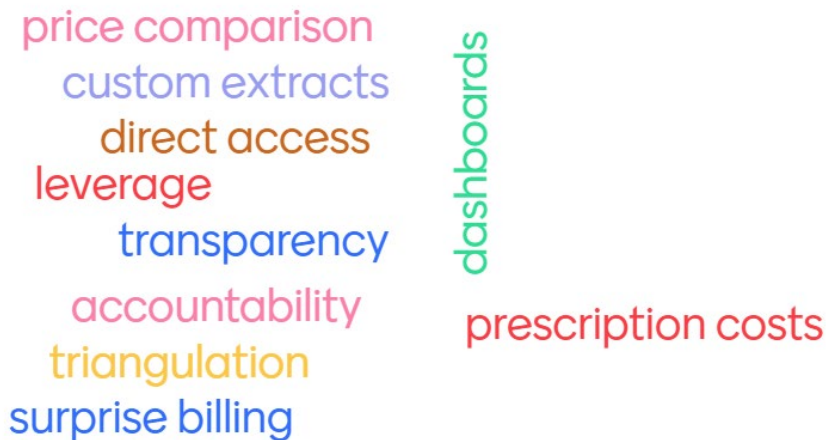 price comparison
custom extracts
direct access
leverage
transparency
accountability
triangulation
surprise billing
dashboards
prescription costs